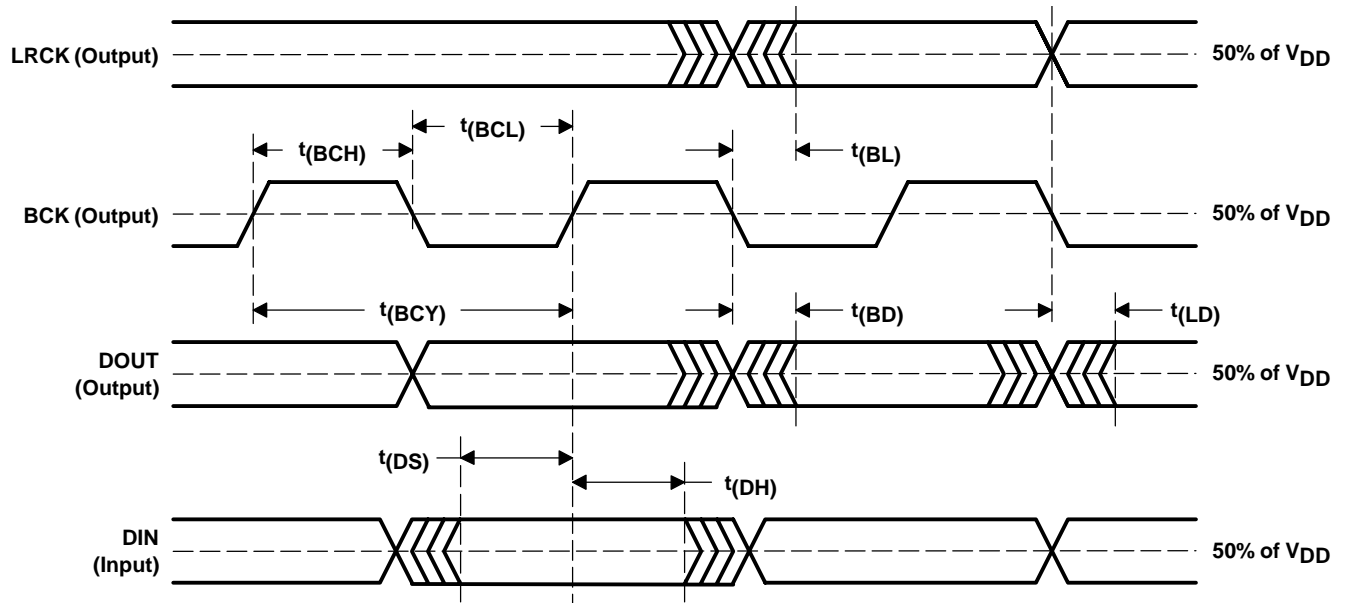 LRCK (Output)
50% of VDD
t(BCL)
t(BCH)
t(BL)
BCK (Output)
50% of VDD
t(BCY)
t(BD)
t(LD)
DOUT
(Output)
50% of VDD
t(DS)
t(DH)
DIN
(Input)
50% of VDD